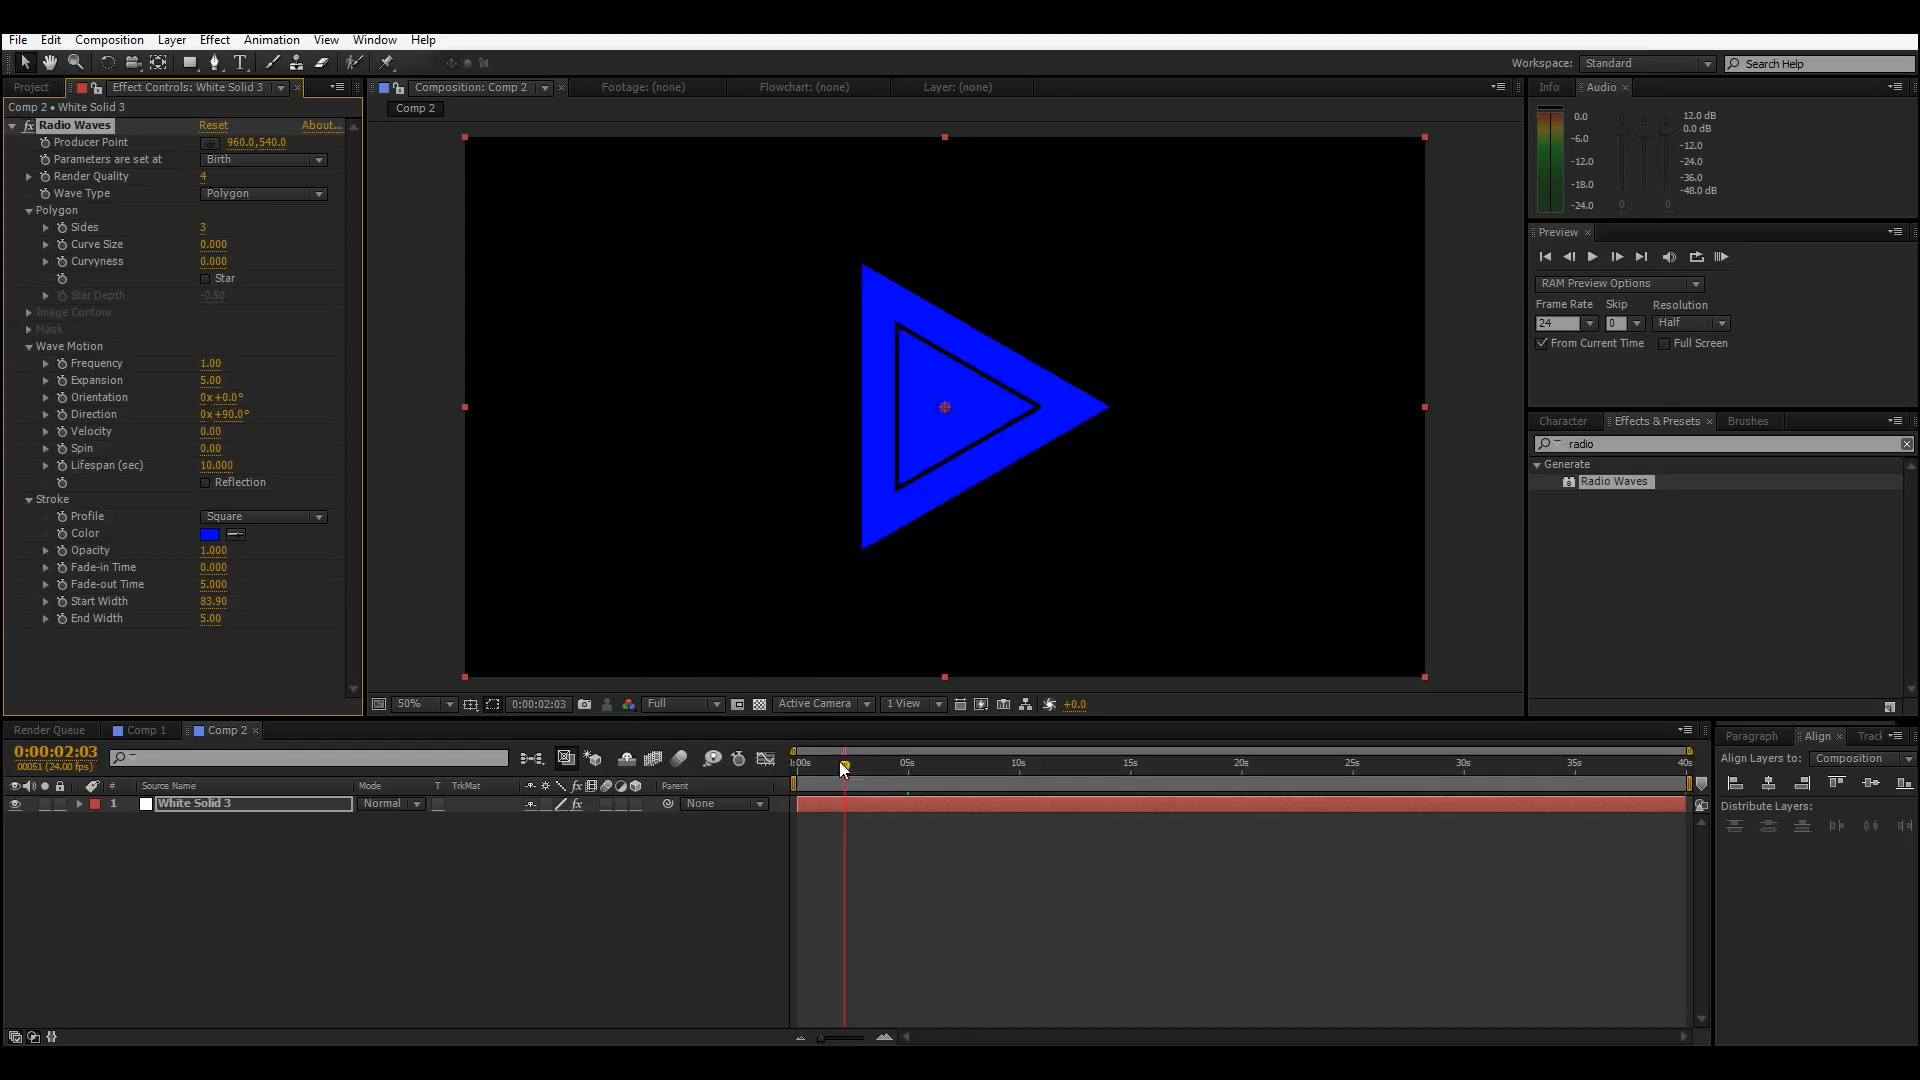 File Edit Composition Layer Effect Animation View Window Help
Workspace: Standard Search Help
Project Effect Controls: White Solid 3 Composition: Comp 2 Footage: (none) Flowchart: (none) Layer: (none) Info Audio
Comp 2 • White Solid 3
Comp 2
Radio Waves Reset About...
Producer Point 960.0,540.0
Parameters are set at Birth
Render Quality 4
Wave Type Polygon
Polygon
Sides 3
Curve Size 0.000
Curvyness 0.000
Star
Star Depth -0.50
Image Contour
Mask
Wave Motion
Frequency 1.00
Expansion 5.00
Orientation 0x+0.0°
Direction 0x+90.0°
Velocity 0.00
Spin 0.00
Lifespan (sec) 10.000
Reflection
Stroke
Profile Square
Color
Opacity 1.000
Fade-in Time 0.000
Fade-out Time 5.000
Start Width 83.90
End Width 5.00
0.0 12.0 dB
-6.0 0.0 dB
-12.0
-12.0 -24.0
-18.0 -36.0
-48.0 dB
-24.0 0 0
Preview
RAM Preview Options
Frame Rate Skip Resolution
24 0 Half
From Current Time Full Screen
Character Effects & Presets Brushes
radio
Generate
Radio Waves
50% 0:00:02:03 Full Active Camera 1 View +0.0
Render Queue Comp 1 Comp 2
0:00:02:03
00051 (24.00 fps)
# Source Name Mode T TrkMat Parent
1 White Solid 3 Normal None
):00s 05s 10s 15s 20s 25s 30s 35s 40s
Paragraph Align Track
Align Layers to: Composition
Distribute Layers: